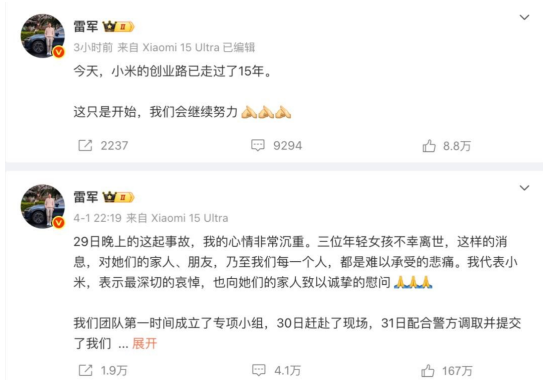 雷军 II
3小时前 来自 Xiaomi 15 Ultra 已编辑
今天，小米的创业路已走过了15年。
这只是开始，我们会继续努力🙏🙏🙏
2237 9294 8.8万
雷军 II
4-1 22:19 来自 Xiaomi 15 Ultra
29日晚上的这起事故，我的心情非常沉重。三位年轻女孩不幸离世，这样的消
息，对她们的家人、朋友，乃至我们每一个人，都是难以承受的悲痛。我代表小
米，表示最深切的哀悼，也向她们的家人致以诚挚的慰问🙏🙏🙏
我们团队第一时间成立了专项小组，30日赶赴了现场，31日配合警方调取并提交
了我们 ... 展开
1.9万 4.1万 167万